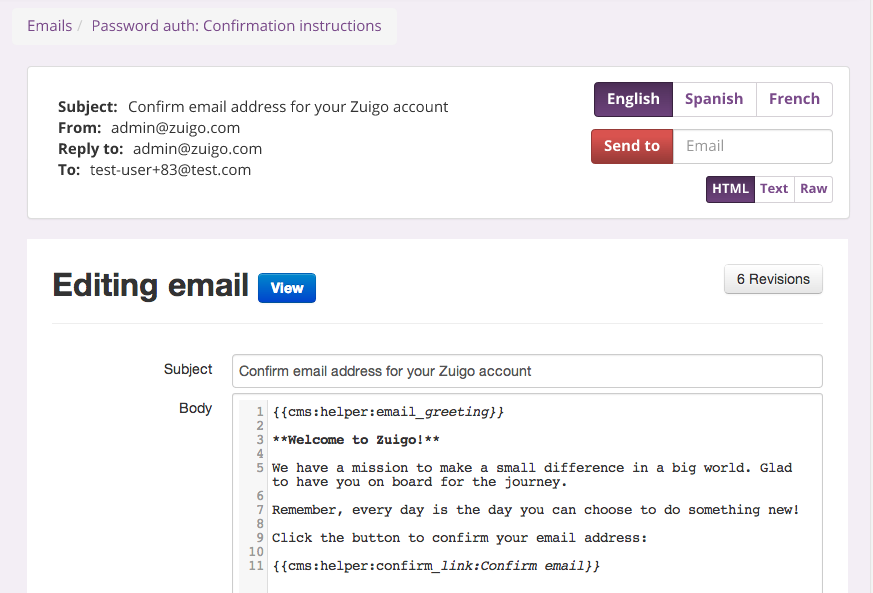 Emails / Password auth: Confirmation instructions
Subject: Confirm email address for your Zuigo account
From: admin@zuigo.com
Reply to: admin@zuigo.com
To: test-user+83@test.com
English Spanish French
Send to Email
HTML Text Raw
Editing email View 6 Revisions
Subject Confirm email address for your Zuigo account
Body
1 {{cms:helper:email_greeting}}
2
3 **Welcome to Zuigo!**
4
5 We have a mission to make a small difference in a big world. Glad
to have you on board for the journey.
6
7 Remember, every day is the day you can choose to do something new!
8
9 Click the button to confirm your email address:
10
11 {{cms:helper:confirm_link:Confirm email}}